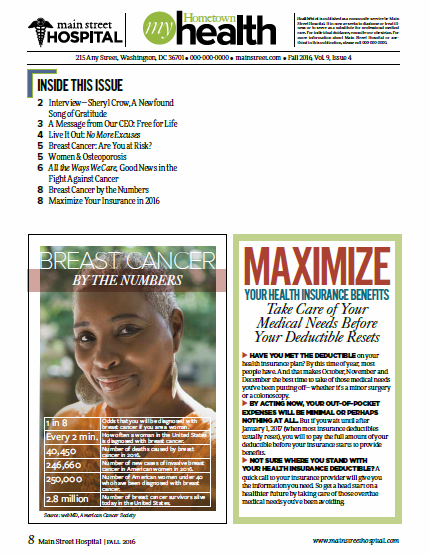 main street
HOSPITAL
my
Hometown
health
HealthBeat is published as a community service by Main
Street Hospital. It in no way seeks to diagnose or treat ill-
ness or to serve as a substitute for professional medical
care. For individual guidance, consult your physician. For
more information about Main Street Hospital or any-
thing in this publication, please call 000-000-0000.
215 Any Street, Washington, DC 36701 ● 000-000-0000 ● mainstreet.com ● Fall 2016, Vol. 9, Issue 4
INSIDE THIS ISSUE
2 Interview – Sheryl Crow, A Newfound
Song of Gratitude
3 A Message from Our CEO: Free for Life
4 Live It Out: No More Excuses
5 Breast Cancer: Are You at Risk?
5 Women & Osteoporosis
6 All the Ways We Care, Good News in the
Fight Against Cancer
8 Breast Cancer by the Numbers
8 Maximize Your Insurance in 2016
BREAST CANCER
BY THE NUMBERS
1 in 8 Odds that you will be diagnosed with
breast cancer if you are a woman.
Every 2 min. How often a woman in the United States
is diagnosed with breast cancer.
40,450 Number of deaths caused by breast
cancer in 2016.
246,660 Number of new cases of invasive breast
cancer in American women in 2016.
250,000 Number of American women under 40
who have been diagnosed with breast
cancer.
2.8 million Number of breast cancer survivors alive
today in the United States.
Source: webMD, American Cancer Society
MAXIMIZE
YOUR HEALTH INSURANCE BENEFITS
Take Care of Your
Medical Needs Before
Your Deductible Resets
▶ HAVE YOU MET THE DEDUCTIBLE on your
health insurance plan? By this time of year, most
people have. And that makes October, November and
December the best time to take of those medical needs
you've been putting off – whether it's a minor surgery
or a colonoscopy.
▶ BY ACTING NOW, YOUR OUT-OF-POCKET
EXPENSES WILL BE MINIMAL OR PERHAPS
NOTHING AT ALL. But if you wait until after
January 1, 2017 (when most insurance deductibles
usually reset), you will to pay the full amount of your
deductible before your insurance starts to provide
benefits.
▶ NOT SURE WHERE YOU STAND WITH
YOUR HEALTH INSURANCE DEDUCTIBLE? A
quick call to your insurance provider will give you
the information you need. So get a head start on a
healthier future by taking care of those overdue
medical needs you've been avoiding.
8 Main Street Hospital | FALL 2016
www.mainstreethospital.com